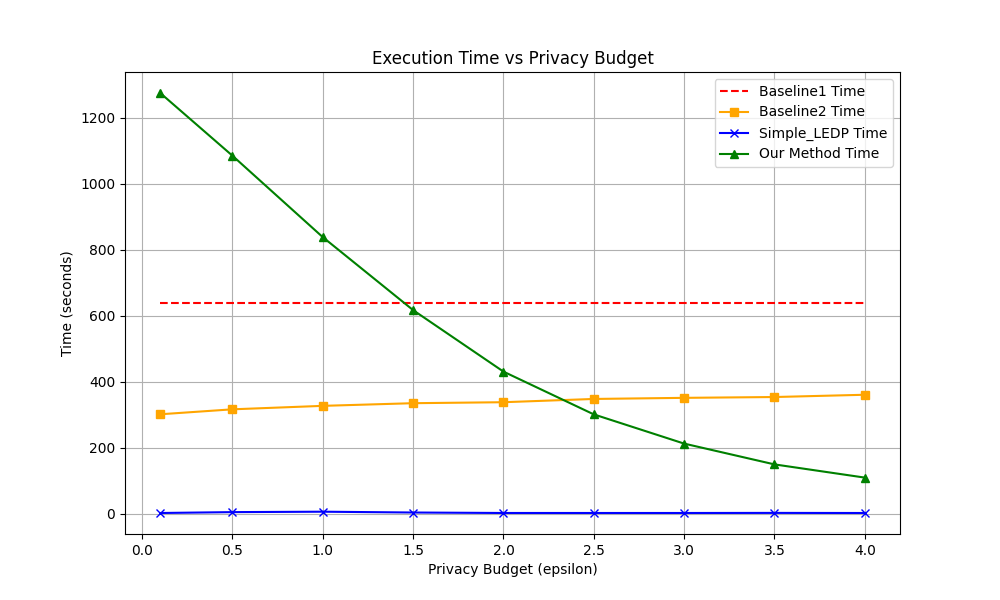 Execution Time vs Privacy Budget
Baseline1 Time
Baseline2 Time
Simple_LEDP Time
Our Method Time
Time (seconds)
1200
1000
800
600
400
200
0
0.0 0.5 1.0 1.5 2.0 2.5 3.0 3.5 4.0
Privacy Budget (epsilon)